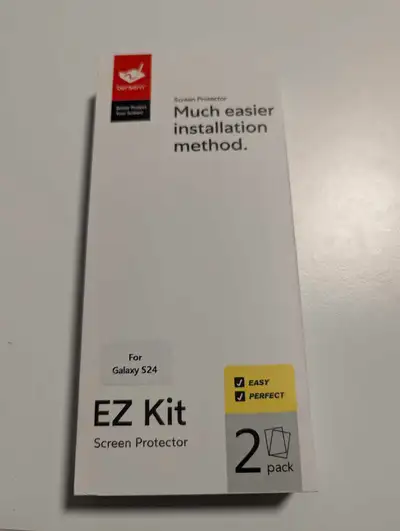 Screen Protector
Much easier
installation
method.
For
Galaxy S24
EASY
PERFECT
EZ Kit
Screen Protector
2
pack